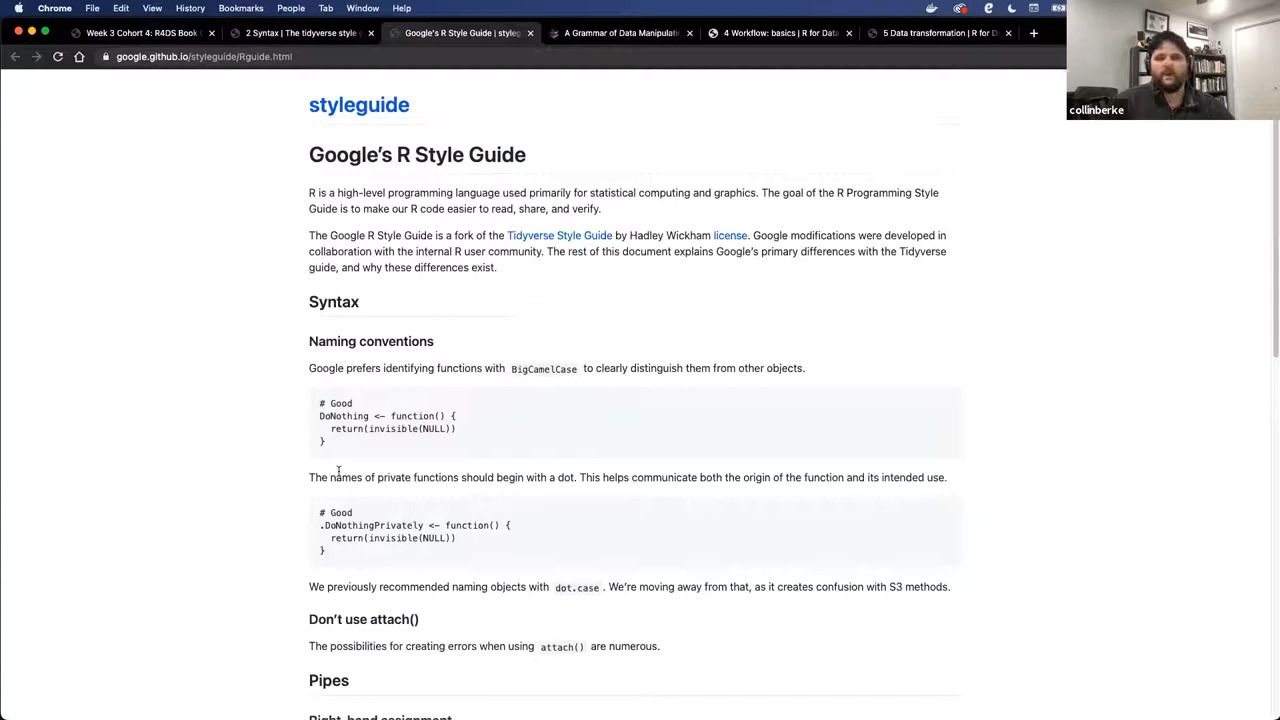 Chrome File Edit View History Bookmarks People Tab Window Help
Week 3 Cohort 4: R4DS Book
2 Syntax | The tidyverse style
Google's R Style Guide | styleg
A Grammar of Data Manipulati
4 Workflow: basics | R for Data
5 Data transformation | R for D
google.github.io/styleguide/Rguide.html
collinberke
styleguide
Google's R Style Guide
R is a high-level programming language used primarily for statistical computing and graphics. The goal of the R Programming Style
Guide is to make our R code easier to read, share, and verify.
The Google R Style Guide is a fork of the Tidyverse Style Guide by Hadley Wickham license. Google modifications were developed in
collaboration with the internal R user community. The rest of this document explains Google's primary differences with the Tidyverse
guide, and why these differences exist.
Syntax
Naming conventions
Google prefers identifying functions with BigCamelCase to clearly distinguish them from other objects.
# Good
DoNothing <- function() {
  return(invisible(NULL))
}
The names of private functions should begin with a dot. This helps communicate both the origin of the function and its intended use.
# Good
.DoNothingPrivately <- function() {
  return(invisible(NULL))
}
We previously recommended naming objects with dot.case. We're moving away from that, as it creates confusion with S3 methods.
Don't use attach()
The possibilities for creating errors when using attach() are numerous.
Pipes
Right-hand assignment